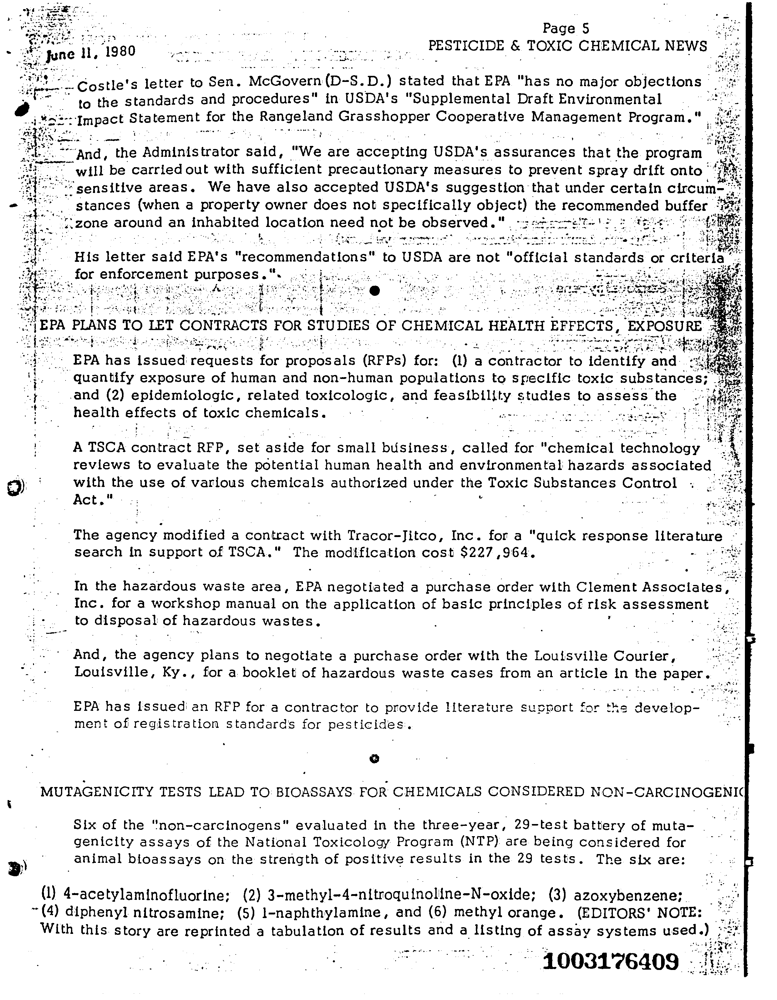 Page 5
June 11, 1980
PESTICIDE & TOXIC CHEMICAL NEWS
Costle's letter to Sen. McGovern (D-S.D.) stated that EPA "has no major objections
to the standards and procedures" in USDA's "Supplemental Draft Environmental
Impact Statement for the Rangeland Grasshopper Cooperative Management Program."
And, the Administrator said, "We are accepting USDA's assurances that the program
will be carried out with sufficient precautionary measures to prevent spray drift onto
sensitive areas. We have also accepted USDA's suggestion that under certain circum-
stances (when a property owner does not specifically object) the recommended buffer
zone around an inhabited location need not be observed."
His letter said EPA's "recommendations" to USDA are not "official standards or criteria
for enforcement purposes."
EPA PLANS TO LET CONTRACTS FOR STUDIES OF CHEMICAL HEALTH EFFECTS, EXPOSURE
EPA has issued requests for proposals (RFPs) for: (1) a contractor to identify and
quantify exposure of human and non-human populations to specific toxic substances;
and (2) epidemiologic, related toxicologic, and feasibility studies to assess the
health effects of toxic chemicals.
A TSCA contract RFP, set aside for small business, called for "chemical technology
reviews to evaluate the potential human health and environmental hazards associated
with the use of various chemicals authorized under the Toxic Substances Control
Act."
The agency modified a contract with Tracor-Jitco, Inc. for a "quick response literature
search in support of TSCA." The modification cost $227,964.
In the hazardous waste area, EPA negotiated a purchase order with Clement Associates,
Inc. for a workshop manual on the application of basic principles of risk assessment
to disposal of hazardous wastes.
And, the agency plans to negotiate a purchase order with the Louisville Courier,
Louisville, Ky., for a booklet of hazardous waste cases from an article in the paper.
EPA has issued an RFP for a contractor to provide literature support for the develop-
ment of registration standards for pesticides.
MUTAGENICITY TESTS LEAD TO BIOASSAYS FOR CHEMICALS CONSIDERED NON-CARCINOGENIC
Six of the "non-carcinogens" evaluated in the three-year, 29-test battery of muta-
genicity assays of the National Toxicology Program (NTP) are being considered for
animal bioassays on the strength of positive results in the 29 tests. The six are:
(1) 4-acetylaminofluorine; (2) 3-methyl-4-nitroquinoline-N-oxide; (3) azoxybenzene;
(4) diphenyl nitrosamine; (5) 1-naphthylamine, and (6) methyl orange. (EDITORS' NOTE:
With this story are reprinted a tabulation of results and a listing of assay systems used.)
1003176409